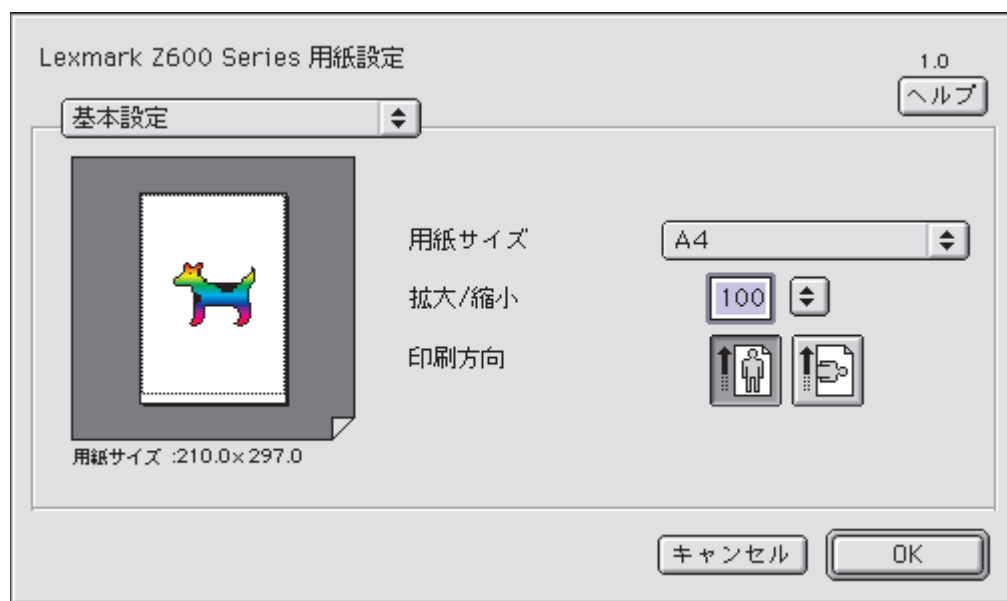 Lexmark Z600 Series 用紙設定
1.0
ヘルプ
基本設定
用紙サイズ
A4
拡大/縮小
100
印刷方向
用紙サイズ :210.0×297.0
キャンセル
OK